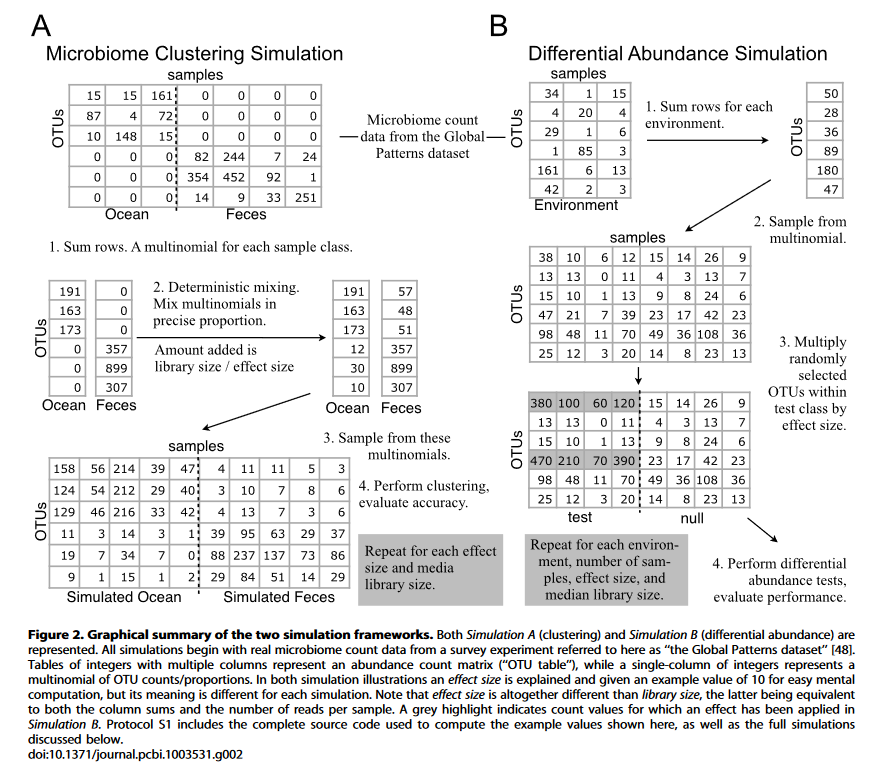 A
Microbiome Clustering Simulation
samples
OTUs
15 15 161 0 0 0 0
87 4 72 0 0 0 0
10 148 15 0 0 0 0
0 0 0 82 244 7 24
0 0 0 354 452 92 1
0 0 0 14 9 33 251
Ocean Feces
Microbiome count
data from the Global
Patterns dataset
1. Sum rows. A multinomial for each sample class.
OTUs
191 0
163 0
173 0
0 357
0 899
0 307
Ocean Feces
2. Deterministic mixing.
Mix multinomials in
precise proportion.
Amount added is
library size / effect size
191 57
163 48
173 51
12 357
30 899
10 307
Ocean Feces
3. Sample from these
multinomials.
samples
OTUs
158 56 214 39 47 4 11 11 5 3
124 54 212 29 40 3 10 7 8 6
129 46 216 33 42 4 13 7 3 6
11 3 14 3 1 39 95 63 29 37
19 7 34 7 0 88 237 137 73 86
9 1 15 1 2 29 84 51 14 29
Simulated Ocean Simulated Feces
4. Perform clustering,
evaluate accuracy.
Repeat for each effect
size and media
library size.
B
Differential Abundance Simulation
samples
OTUs
34 1 15
4 20 4
29 1 6
1 85 3
161 6 13
42 2 3
Environment
1. Sum rows for each
environment.
OTUs
50
28
36
89
180
47
2. Sample from
multinomial.
samples
OTUs
38 10 6 12 15 14 26 9
13 13 0 11 4 3 13 7
15 10 1 13 9 8 24 6
47 21 7 39 23 17 42 23
98 48 11 70 49 36 108 36
25 12 3 20 14 8 23 13
3. Multiply
randomly
selected
OTUs within
test class by
effect size.
OTUs
380 100 60 120 15 14 26 9
13 13 0 11 4 3 13 7
15 10 1 13 9 8 24 6
470 210 70 390 23 17 42 23
98 48 11 70 49 36 108 36
25 12 3 20 14 8 23 13
test null
Repeat for each environ-
ment, number of sam-
ples, effect size, and
median library size.
4. Perform differential
abundance tests,
evaluate performance.
Figure 2. Graphical summary of the two simulation frameworks. Both Simulation A (clustering) and Simulation B (differential abundance) are
represented. All simulations begin with real microbiome count data from a survey experiment referred to here as “the Global Patterns dataset” [48].
Tables of integers with multiple columns represent an abundance count matrix (“OTU table”), while a single-column of integers represents a
multinomial of OTU counts/proportions. In both simulation illustrations an effect size is explained and given an example value of 10 for easy mental
computation, but its meaning is different for each simulation. Note that effect size is altogether different than library size, the latter being equivalent
to both the column sums and the number of reads per sample. A grey highlight indicates count values for which an effect has been applied in
Simulation B. Protocol S1 includes the complete source code used to compute the example values shown here, as well as the full simulations
discussed below.
doi:10.1371/journal.pcbi.1003531.g002